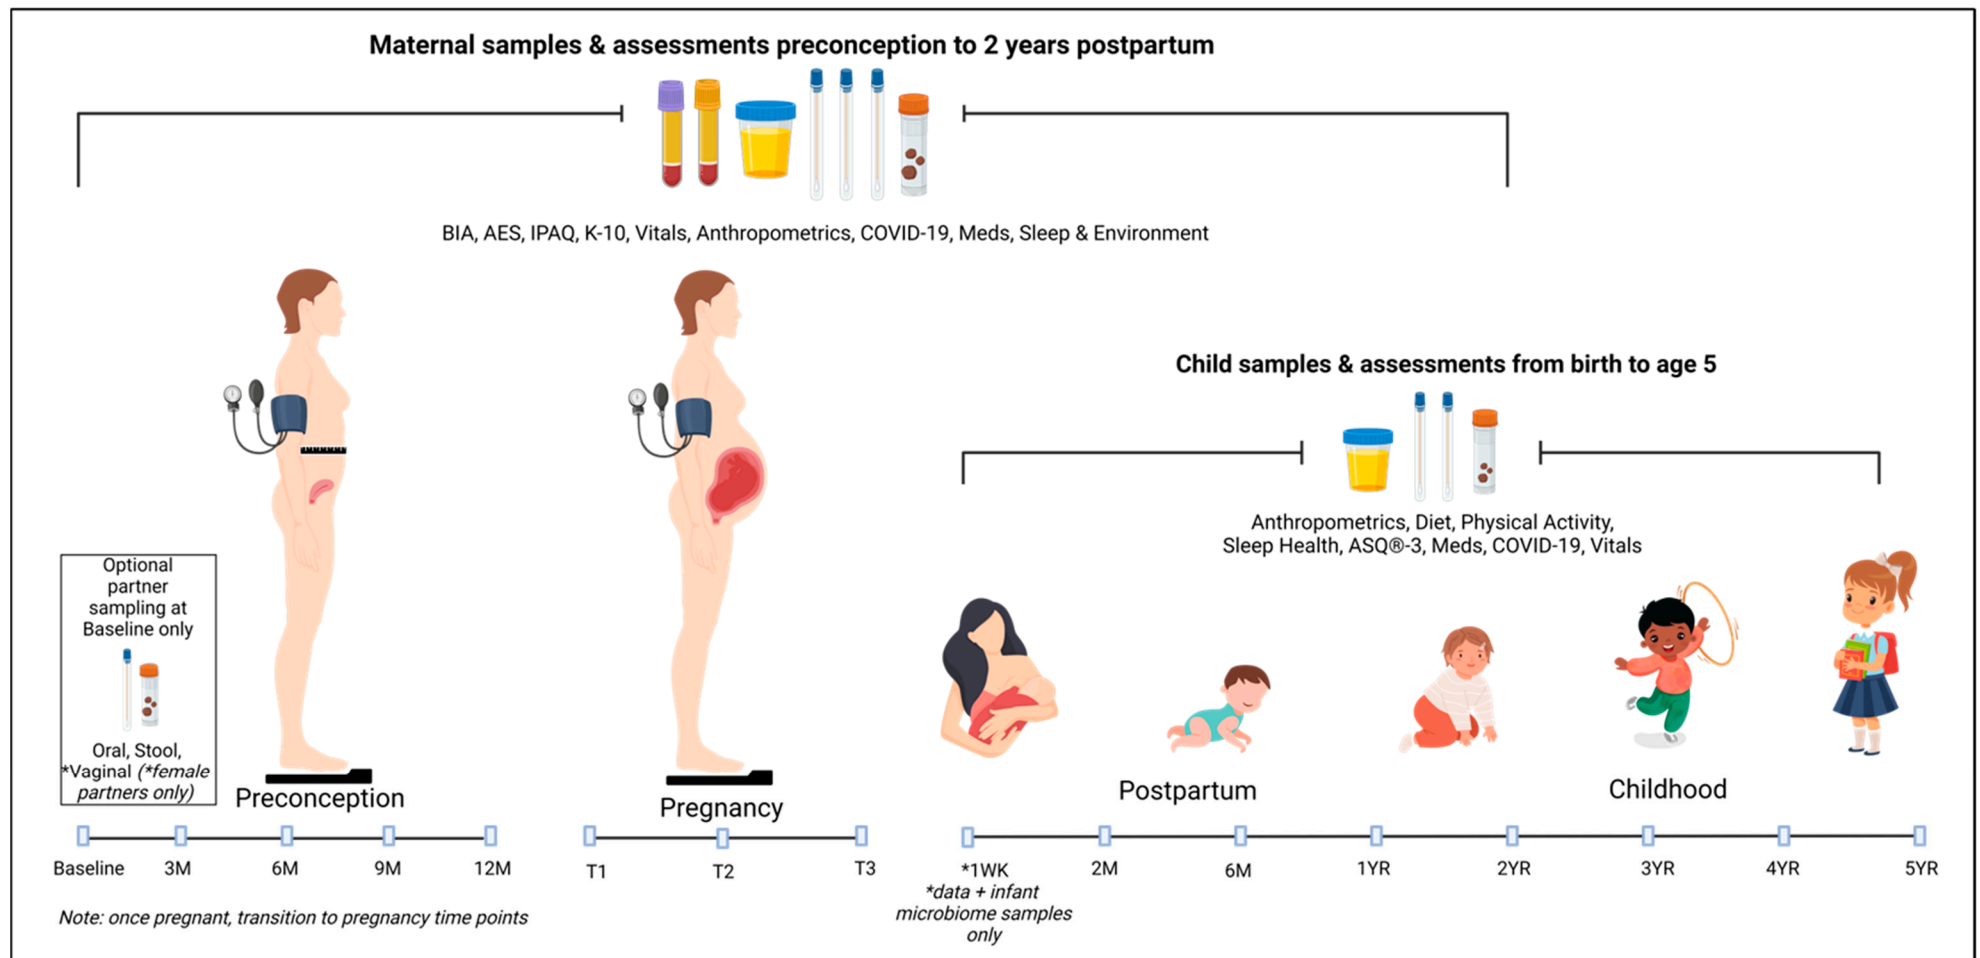 Maternal samples & assessments preconception to 2 years postpartum
BIA, AES, IPAQ, K-10, Vitals, Anthropometrics, COVID-19, Meds, Sleep & Environment
Child samples & assessments from birth to age 5
Anthropometrics, Diet, Physical Activity,
Sleep Health, ASQ®-3, Meds, COVID-19, Vitals
Optional
partner
sampling at
Baseline only
Oral, Stool,
*Vaginal (*female
partners only)
Preconception
Pregnancy
Postpartum
Childhood
Baseline
3M
6M
9M
12M
T1
T2
T3
*1WK
2M
6M
1YR
2YR
3YR
4YR
5YR
*data + infant
microbiome samples
only
Note: once pregnant, transition to pregnancy time points